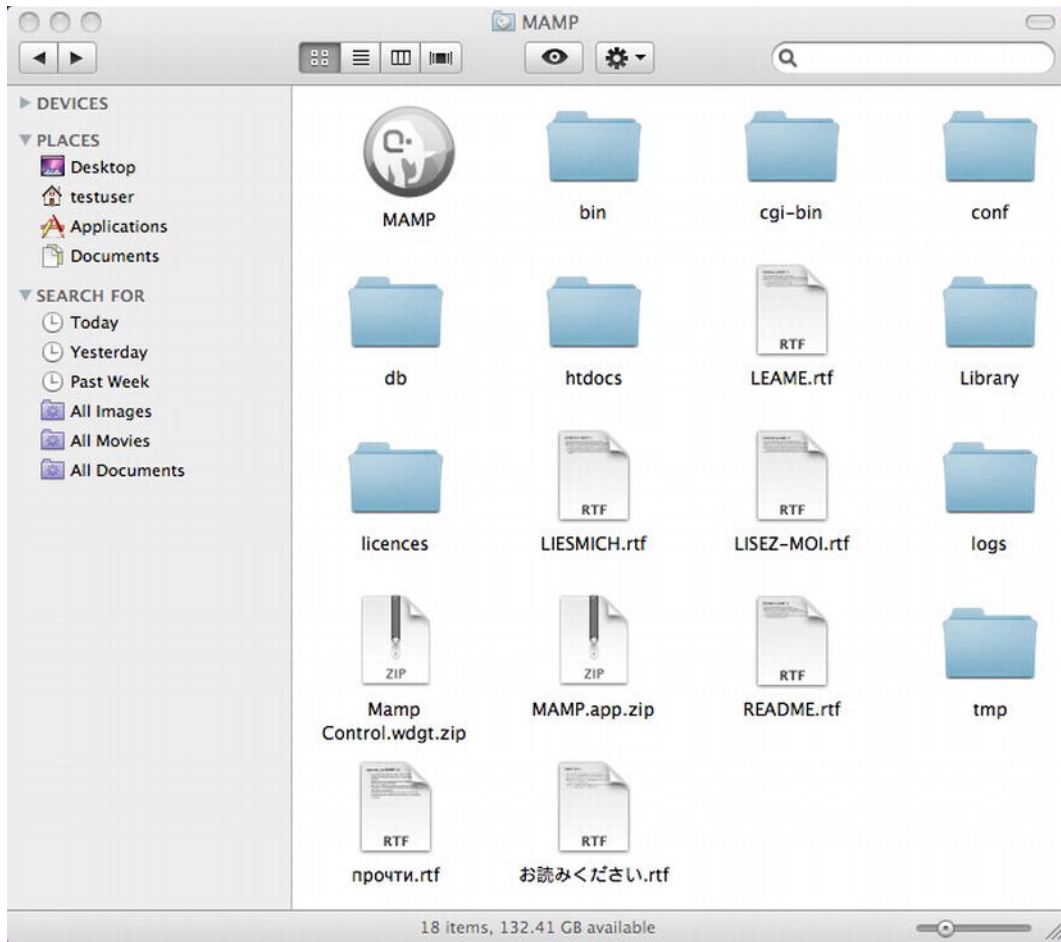 MAMP
DEVICES
PLACES
Desktop
testuser
Applications
Documents
SEARCH FOR
Today
Yesterday
Past Week
All Images
All Movies
All Documents
MAMP
bin
cgi-bin
conf
db
htdocs
RTF
LEAME.rtf
Library
licences
RTF
LIESMICH.rtf
RTF
LISEZ-MOI.rtf
logs
ZIP
Mamp
Control.wdgt.zip
ZIP
MAMP.app.zip
RTF
README.rtf
tmp
RTF
прочти.rtf
RTF
お読みください.rtf
18 items, 132.41 GB available